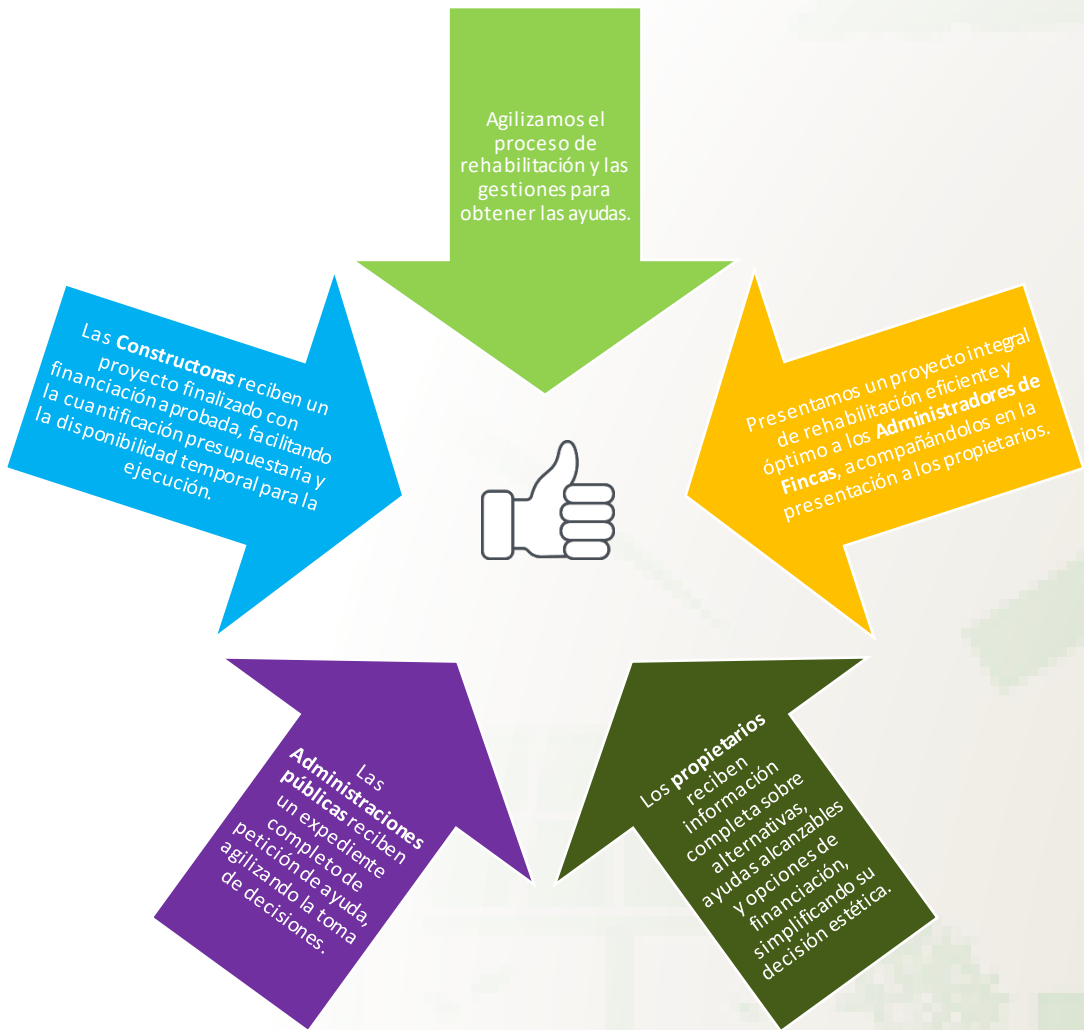 Agilizamos el
proceso de
rehabilitación y las
gestiones para
obtener las ayudas.
Presentamos un proyecto integral
de rehabilitación eficiente y
óptimo a los Administradores de
Fincas, acompañándolos en la
presentación a los propietarios.
Los propietarios
reciben
información
completa sobre
alternativas,
ayudas alcanzables
y opciones de
financiación,
simplificando su
decisión estética.
Las
Administraciones
públicas reciben
un expediente
completo de
petición de ayuda,
agilizando la toma
de decisiones.
Las Constructoras reciben un
proyecto finalizado con
financiación aprobada, facilitando
la cuantificación presupuestaria y
la disponibilidad temporal para la
ejecución.